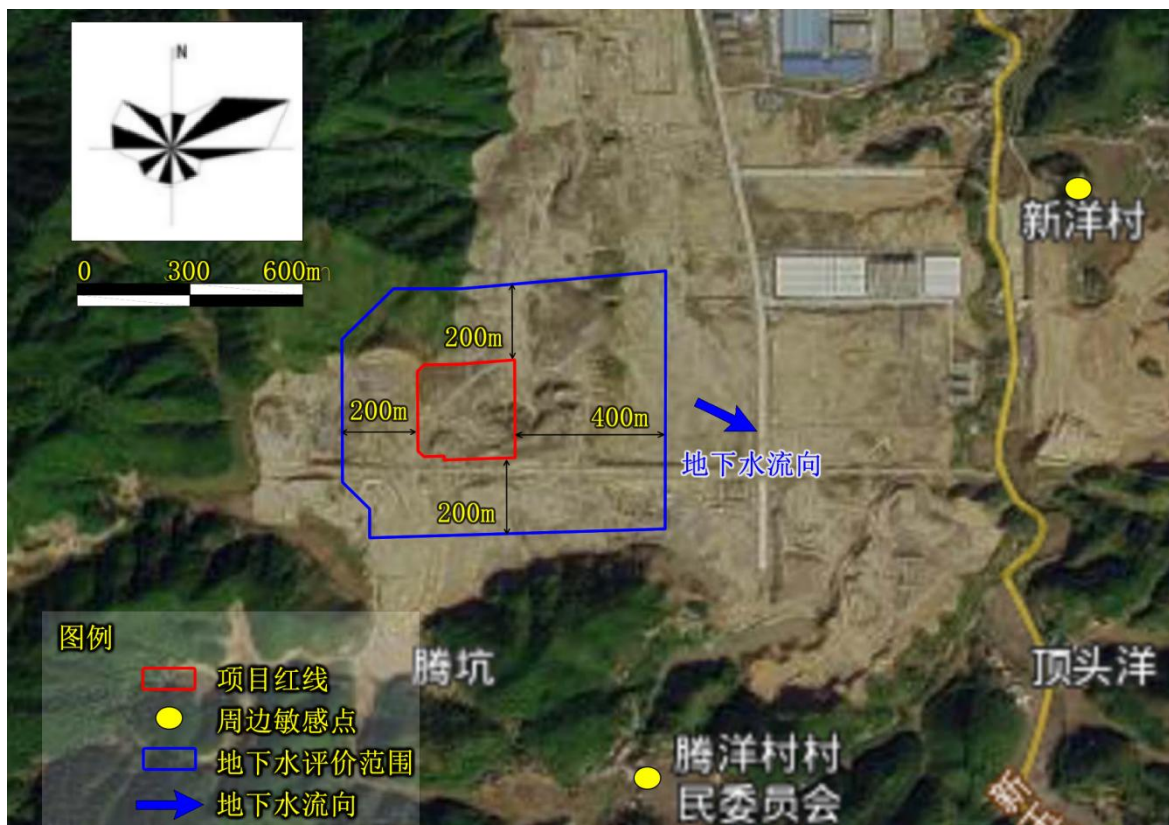 N
0 300 600m
新洋村
200m
200m
400m
地下水流向
200m
图例
项目红线
周边敏感点
地下水评价范围
地下水流向
腾坑
顶头洋
腾洋村村
民委员会
新